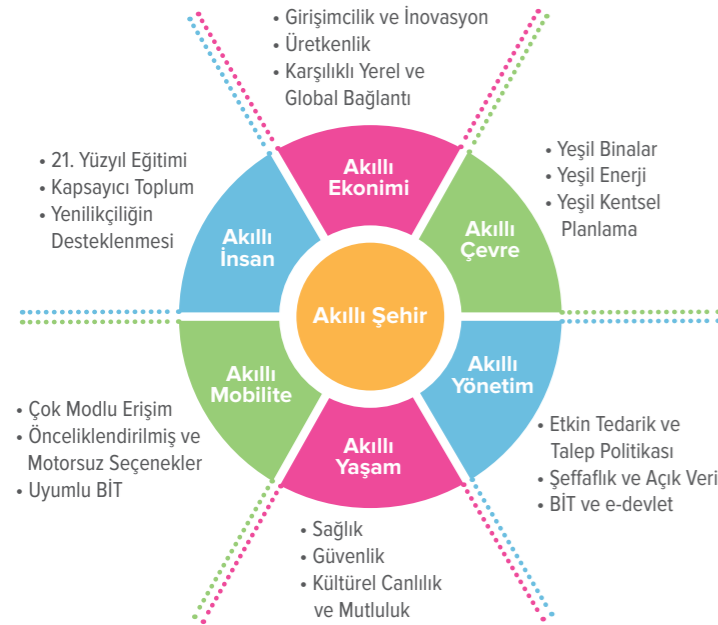 • Girişimcilik ve İnovasyon
• Üretkenlik
• Karşılıklı Yerel ve
Global Bağlantı
Akıllı
Ekonimi
• Yeşil Binalar
• Yeşil Enerji
• Yeşil Kentsel
Planlama
Akıllı
Çevre
• Etkin Tedarik ve
Talep Politikası
• Şeffaflık ve Açık Veri
• BİT ve e-devlet
Akıllı
Yönetim
• Sağlık
• Güvenlik
• Kültürel Canlılık
ve Mutluluk
Akıllı
Yaşam
• Çok Modlu Erişim
• Önceliklendirilmiş ve
Motorsuz Seçenekler
• Uyumlu BİT
Akıllı
Mobilite
• 21. Yüzyıl Eğitimi
• Kapsayıcı Toplum
• Yenilikçiliğin
Desteklenmesi
Akıllı
İnsan
Akıllı Şehir